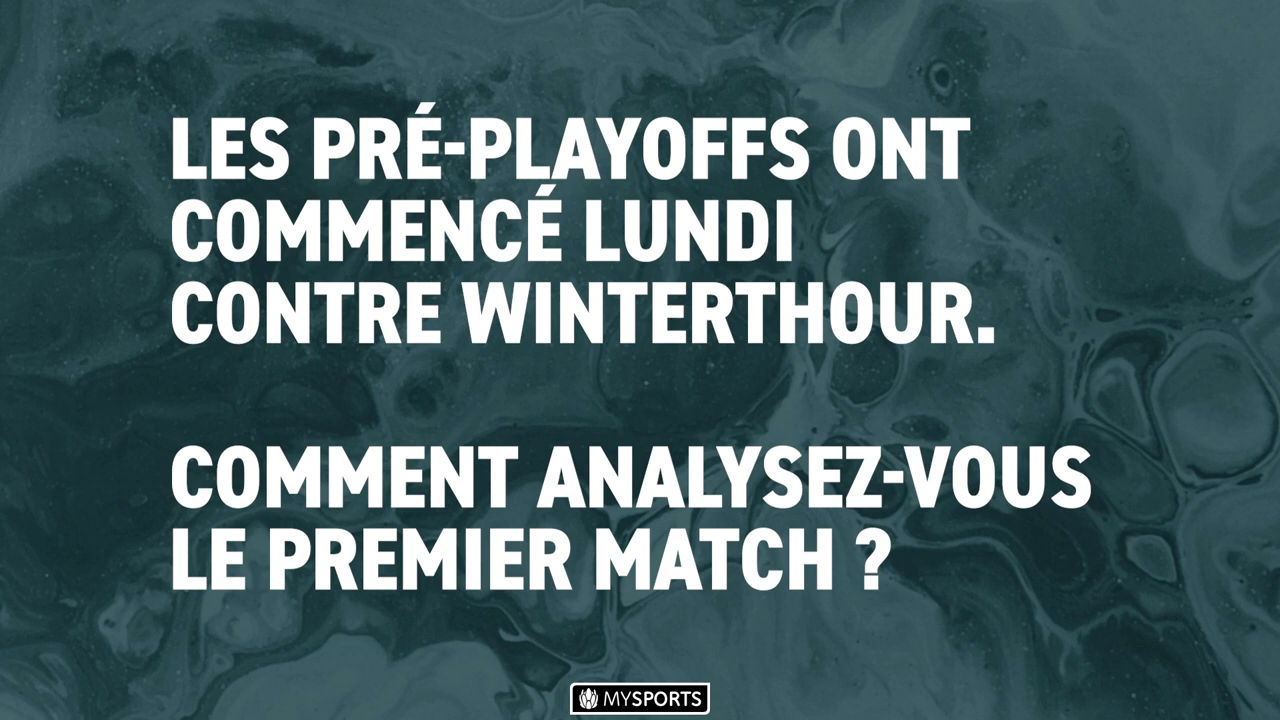 LES PRÉ-PLAYOFFS ONT
COMMENCÉ LUNDI
CONTRE WINTERTHOUR.
COMMENT ANALYSEZ-VOUS
LE PREMIER MATCH ?
MYSPORTS